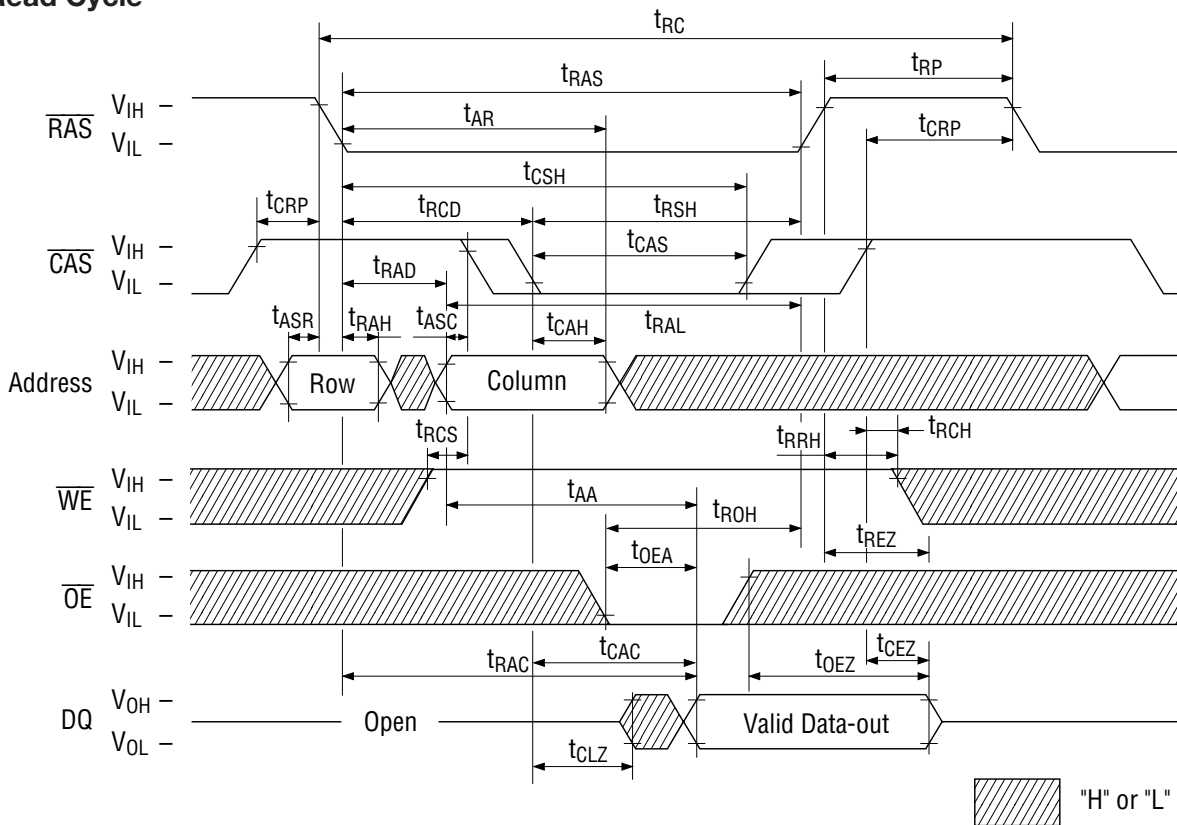 Read Cycle
tRC
tRAS
tRP
tAR
tCRP
RAS
VIH –
VIL –
tCSH
tCRP
tRCD
tRSH
tCAS
CAS
VIH –
VIL –
tRAD
tRAL
tASR
tRAH
tASC
tCAH
Address
VIH –
VIL –
Row
Column
tRCS
tRRH
tRCH
WE
VIH –
VIL –
tAA
tROH
tREZ
tOEA
OE
VIH –
VIL –
tRAC
tCAC
tCEZ
tOEZ
DQ
VOH –
VOL –
Open
Valid Data-out
tCLZ
"H" or "L"